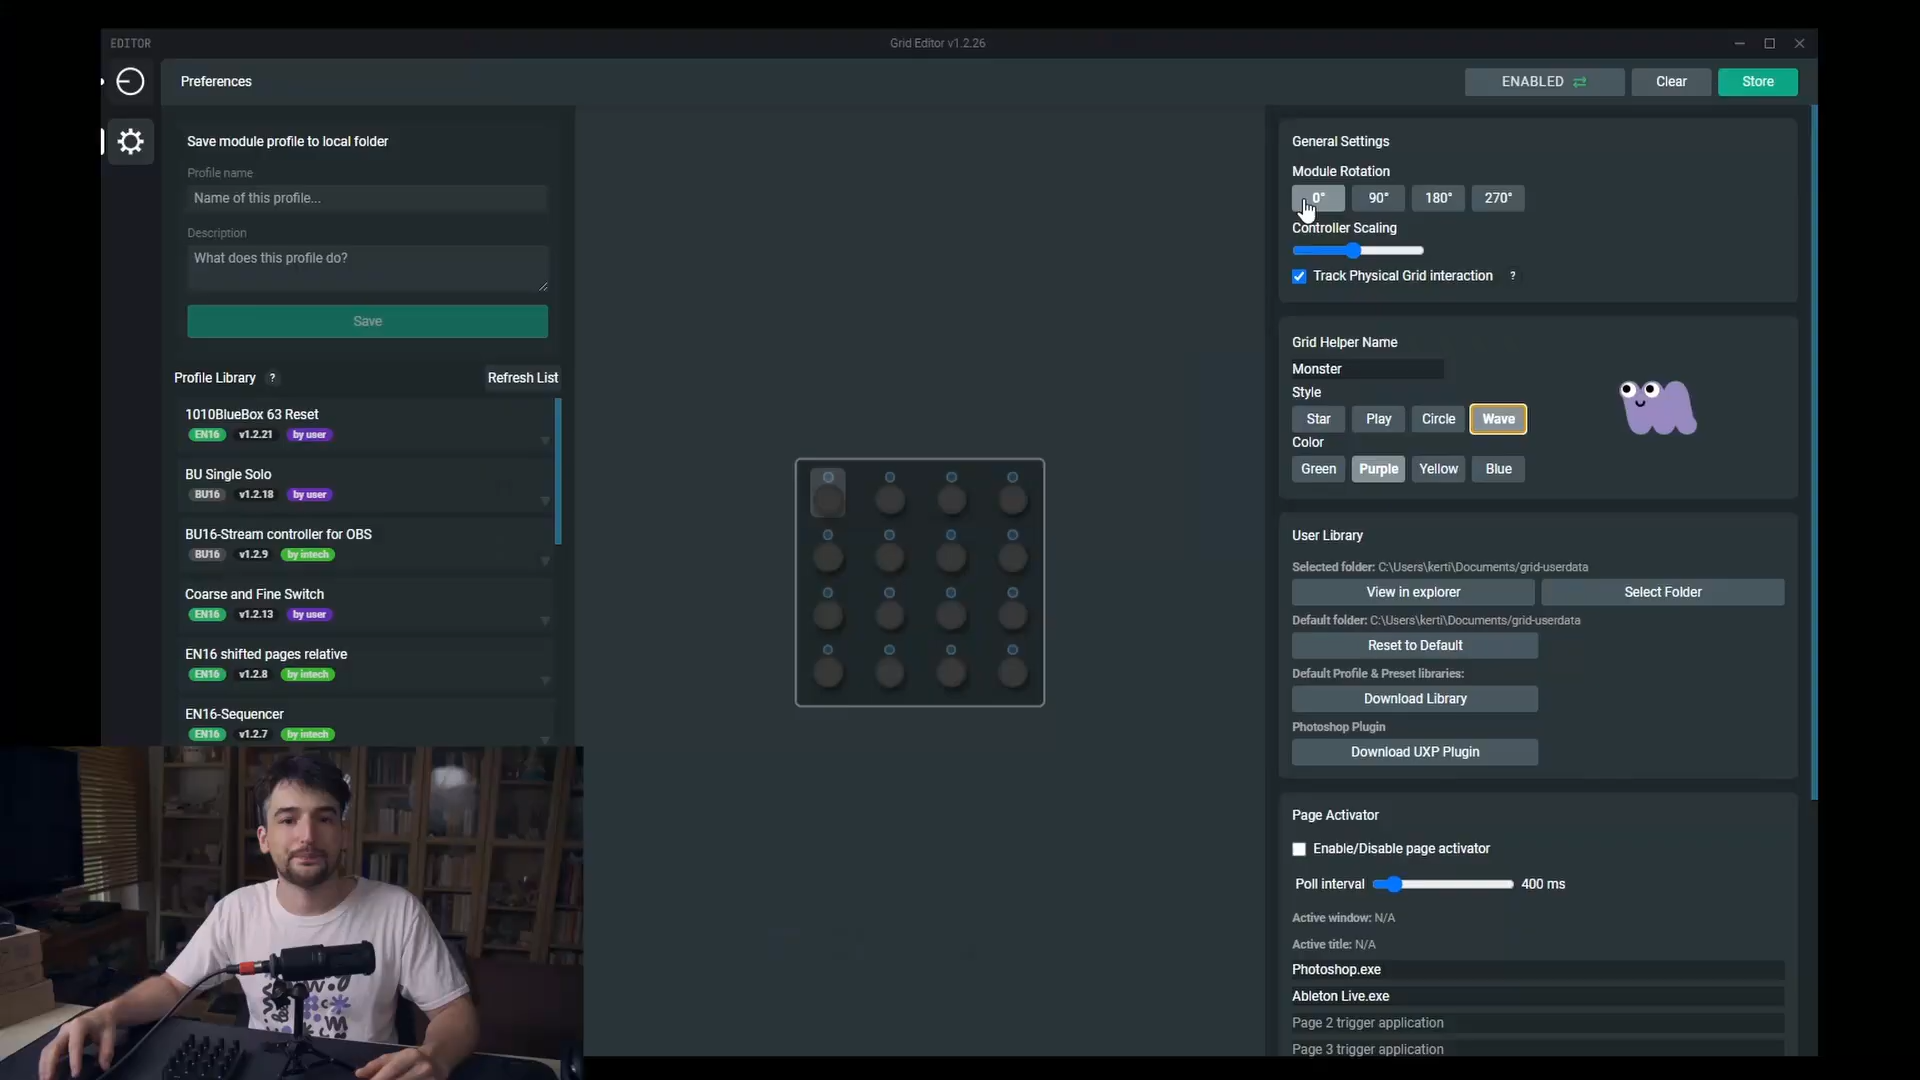 EDITOR
Grid Editor v1.2.26
Preferences
ENABLED
Clear
Store
Save module profile to local folder
Profile name
Name of this profile...
Description
What does this profile do?
Save
Profile Library ?
Refresh List
1010BlueBox 63 Reset
EN16 v1.2.21 by user
BU Single Solo
BU16 v1.2.18 by user
BU16-Stream controller for OBS
BU16 v1.2.9 by intech
Coarse and Fine Switch
EN16 v1.2.13 by user
EN16 shifted pages relative
EN16 v1.2.8 by intech
EN16-Sequencer
EN16 v1.2.7 by intech
General Settings
Module Rotation
0° 90° 180° 270°
Controller Scaling
Track Physical Grid interaction ?
Grid Helper Name
Monster
Style
Star Play Circle Wave
Color
Green Purple Yellow Blue
User Library
Selected folder: C:\Users\kerti\Documents/grid-userdata
View in explorer Select Folder
Default folder: C:\Users\kerti\Documents/grid-userdata
Reset to Default
Default Profile & Preset libraries:
Download Library
Photoshop Plugin
Download UXP Plugin
Page Activator
Enable/Disable page activator
Poll interval 400 ms
Active window: N/A
Active title: N/A
Photoshop.exe
Ableton Live.exe
Page 2 trigger application
Page 3 trigger application